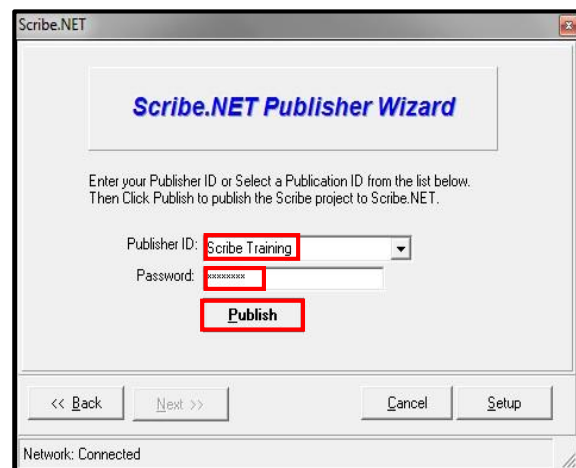 Scribe.NET
Scribe.NET Publisher Wizard
Enter your Publisher ID or Select a Publication ID from the list below.
Then Click Publish to publish the Scribe project to Scribe.NET.
Publisher ID: Scribe Training
Password: xxxxxxxx
Publish
<< Back Next >> Cancel Setup
Network: Connected